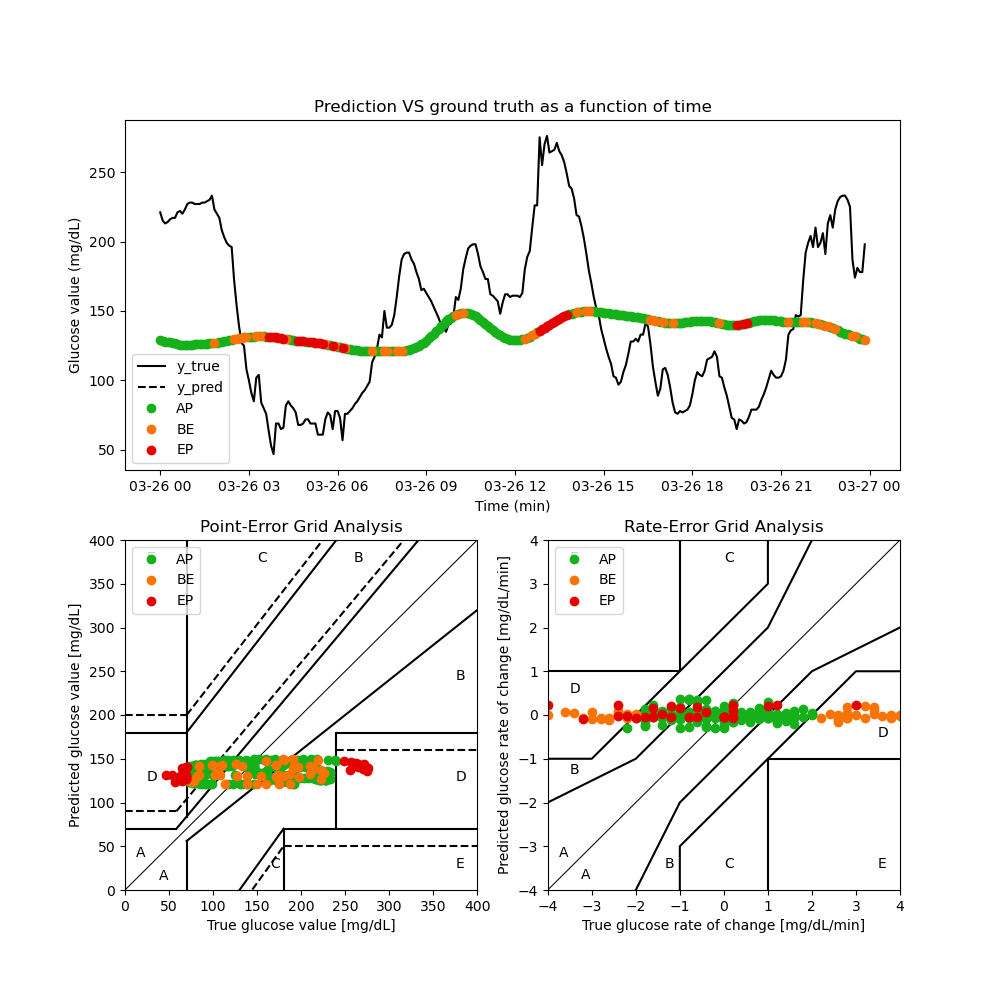 Prediction VS ground truth as a function of time
Glucose value (mg/dL)
250
200
150
100
50
y_true
y_pred
AP
BE
EP
03-26 00 03-26 03 03-26 06 03-26 09 03-26 12 03-26 15 03-26 18 03-26 21 03-27 00
Time (min)
Point-Error Grid Analysis
Predicted glucose value [mg/dL]
400
350
300
250
200
150
100
50
0
AP
BE
EP
C
B
B
D
D
A
A
C
E
0 50 100 150 200 250 300 350 400
True glucose value [mg/dL]
Rate-Error Grid Analysis
Predicted glucose rate of change [mg/dL/min]
4
3
2
1
0
−1
−2
−3
−4
AP
BE
EP
C
D
D
B
A
A
B
C
E
−4 −3 −2 −1 0 1 2 3 4
True glucose rate of change [mg/dL/min]